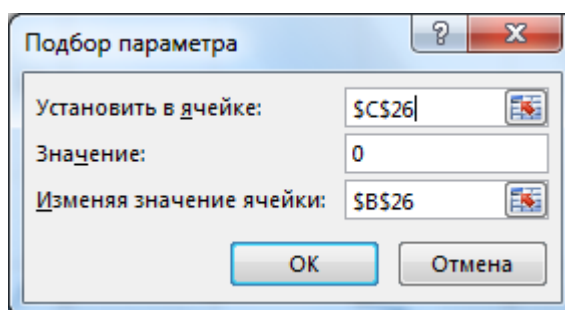 Подбор параметра
?
Установить в ячейке: $C$26
Значение: 0
Изменяя значение ячейки: $B$26
ОК Отмена